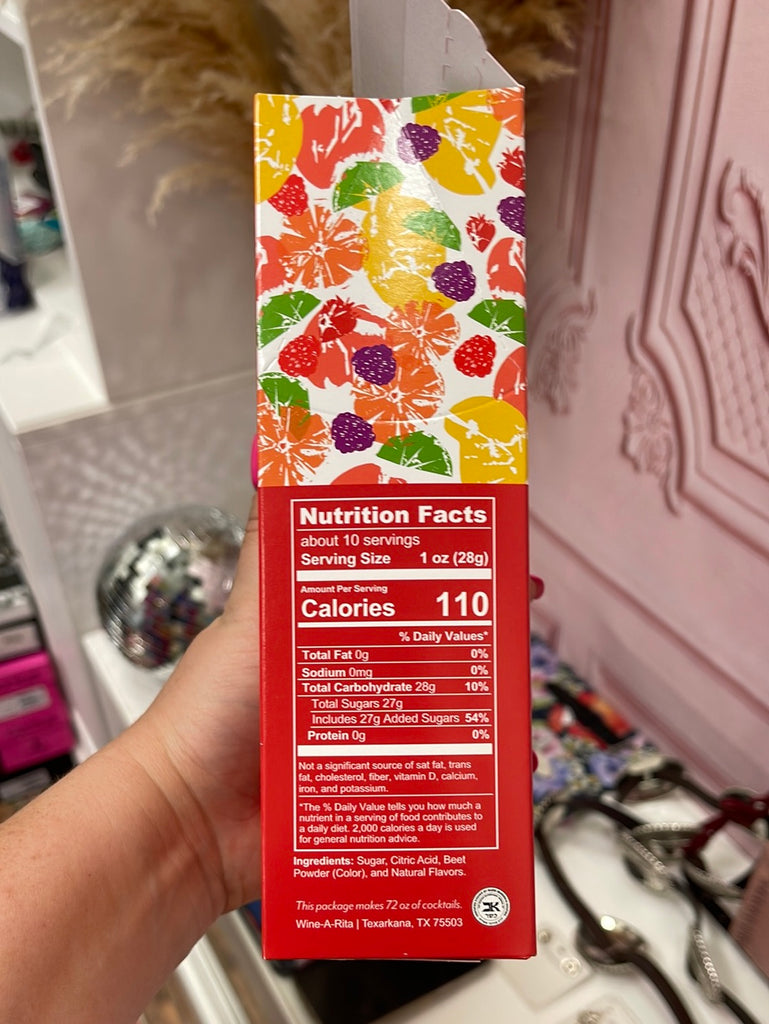 Nutrition Facts
about 10 servings
Serving Size 1 oz (28g)
Amount Per Serving
Calories 110
% Daily Values*
Total Fat 0g 0%
Sodium 0mg 0%
Total Carbohydrate 28g 10%
Total Sugars 27g
Includes 27g Added Sugars 54%
Protein 0g 0%
Not a significant source of sat fat, trans
fat, cholesterol, fiber, vitamin D, calcium,
iron, and potassium.
*The % Daily Value tells you how much a
nutrient in a serving of food contributes to
a daily diet. 2,000 calories a day is used
for general nutrition advice.
Ingredients: Sugar, Citric Acid, Beet
Powder (Color), and Natural Flavors.
This package makes 72 oz of cocktails.
Wine-A-Rita | Texarkana, TX 75503